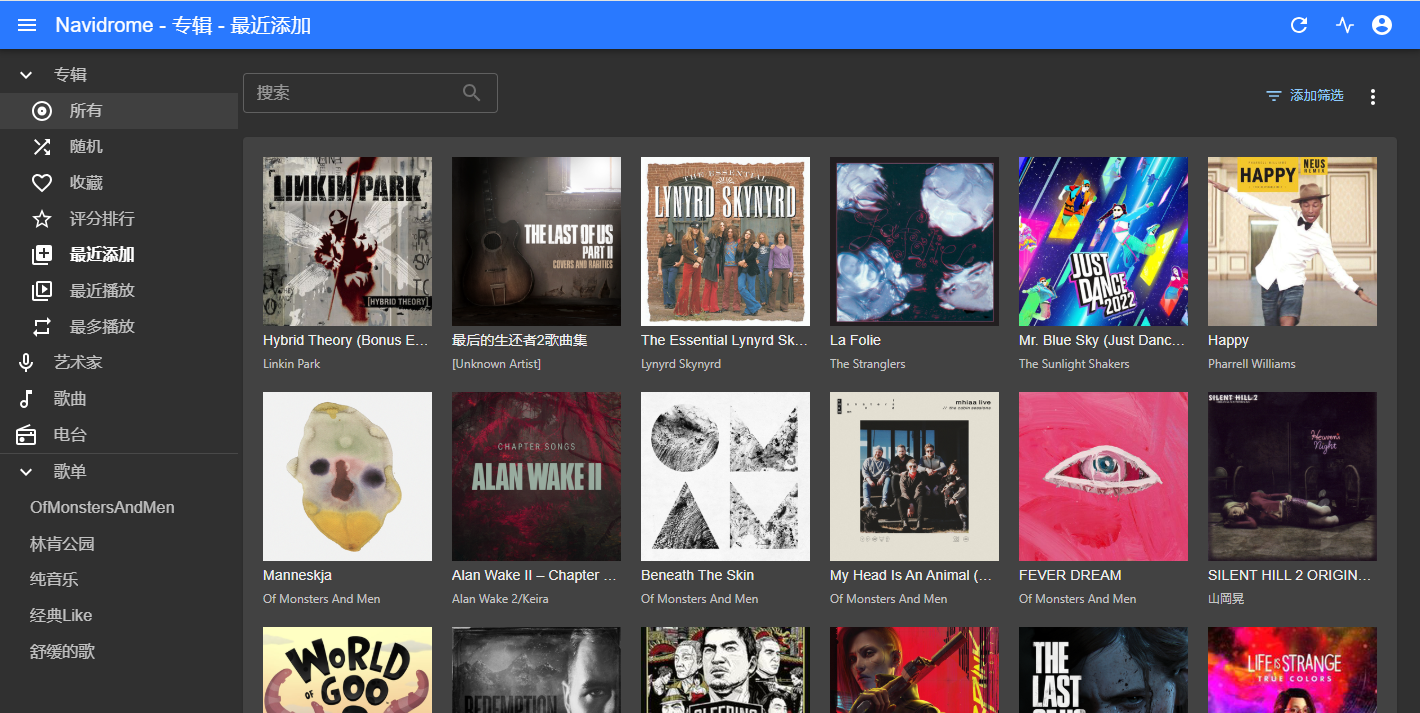 Navidrome - 专辑 - 最近添加
专辑
所有
随机
收藏
评分排行
最近添加
最近播放
最多播放
艺术家
歌曲
电台
歌单
OfMonstersAndMen
林肯公园
纯音乐
经典Like
舒缓的歌
搜索
添加筛选
LINKIN PARK
[HYBRID THEORY]
Hybrid Theory (Bonus E...
Linkin Park
THE LAST OF US
PART II
COVERS AND RARITIES
最后的生还者2歌曲集
[Unknown Artist]
THE ESSENTIAL
LYNYRD SKYNYRD
The Essential Lynyrd Sk...
Lynyrd Skynyrd
La Folie
The Stranglers
JUST
DANCE
2022
Mr. Blue Sky (Just Danc...
The Sunlight Shakers
HAPPY
NEUS
REMIX
Happy
Pharrell Williams
Manneskja
Of Monsters And Men
CHAPTER SONGS
ALAN WAKE II
Alan Wake II – Chapter ...
Alan Wake 2/Keira
OM
AM
Beneath The Skin
Of Monsters And Men
mhiaa live
// the cabin sessions
My Head Is An Animal (...
Of Monsters And Men
FEVER DREAM
Of Monsters And Men
SILENT HILL 2
Heaven's
Night
SILENT HILL 2 ORIGIN...
山岡晃
WORLD
OF GOO
REDEMPTION
SLEEPING
THE
LAST
OF US
LIFE IS STRANGE
TRUE COLORS